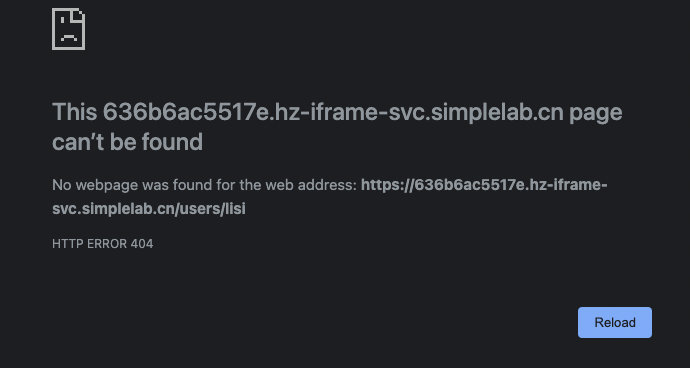 This 636b6ac5517e.hz-iframe-svc.simplelab.cn page
can’t be found
No webpage was found for the web address: https://636b6ac5517e.hz-iframe-
svc.simplelab.cn/users/lisi
HTTP ERROR 404
Reload